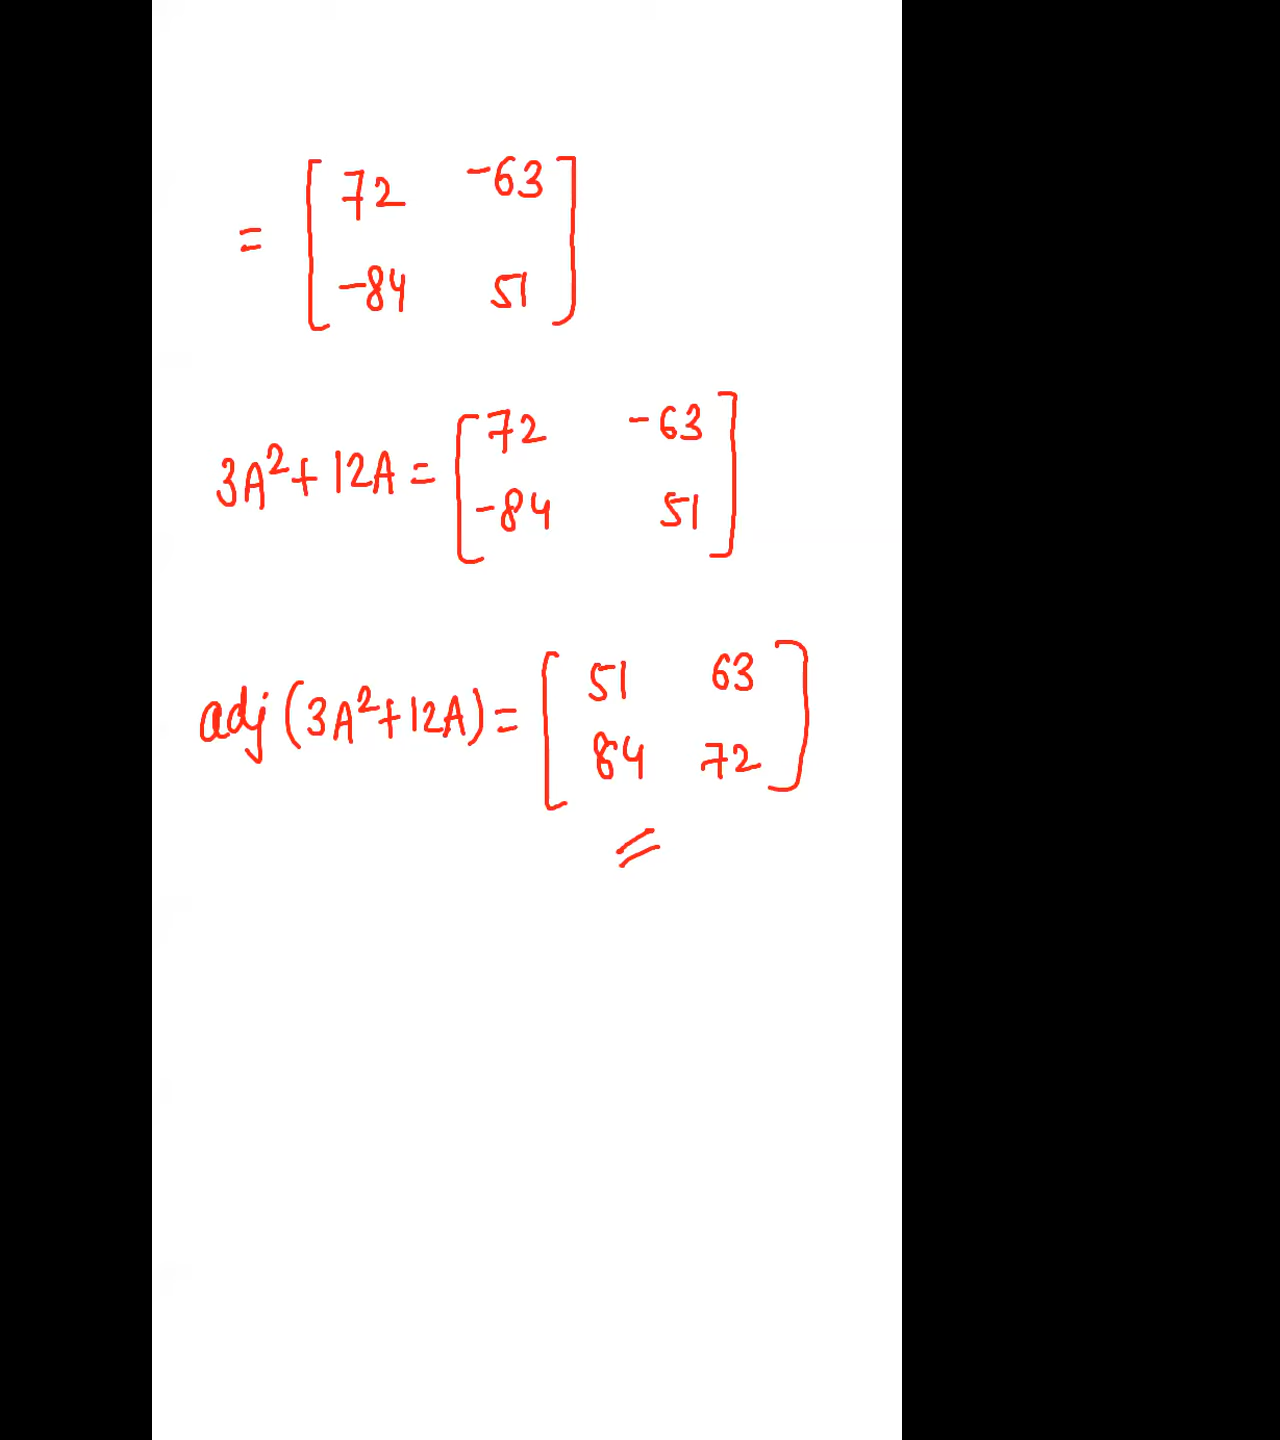 = [ 72 -63
-84 51 ]
3A²+ 12A = [ 72 -63
-84 51 ]
adj (3A²+12A) = [ 51 63
84 72 ]